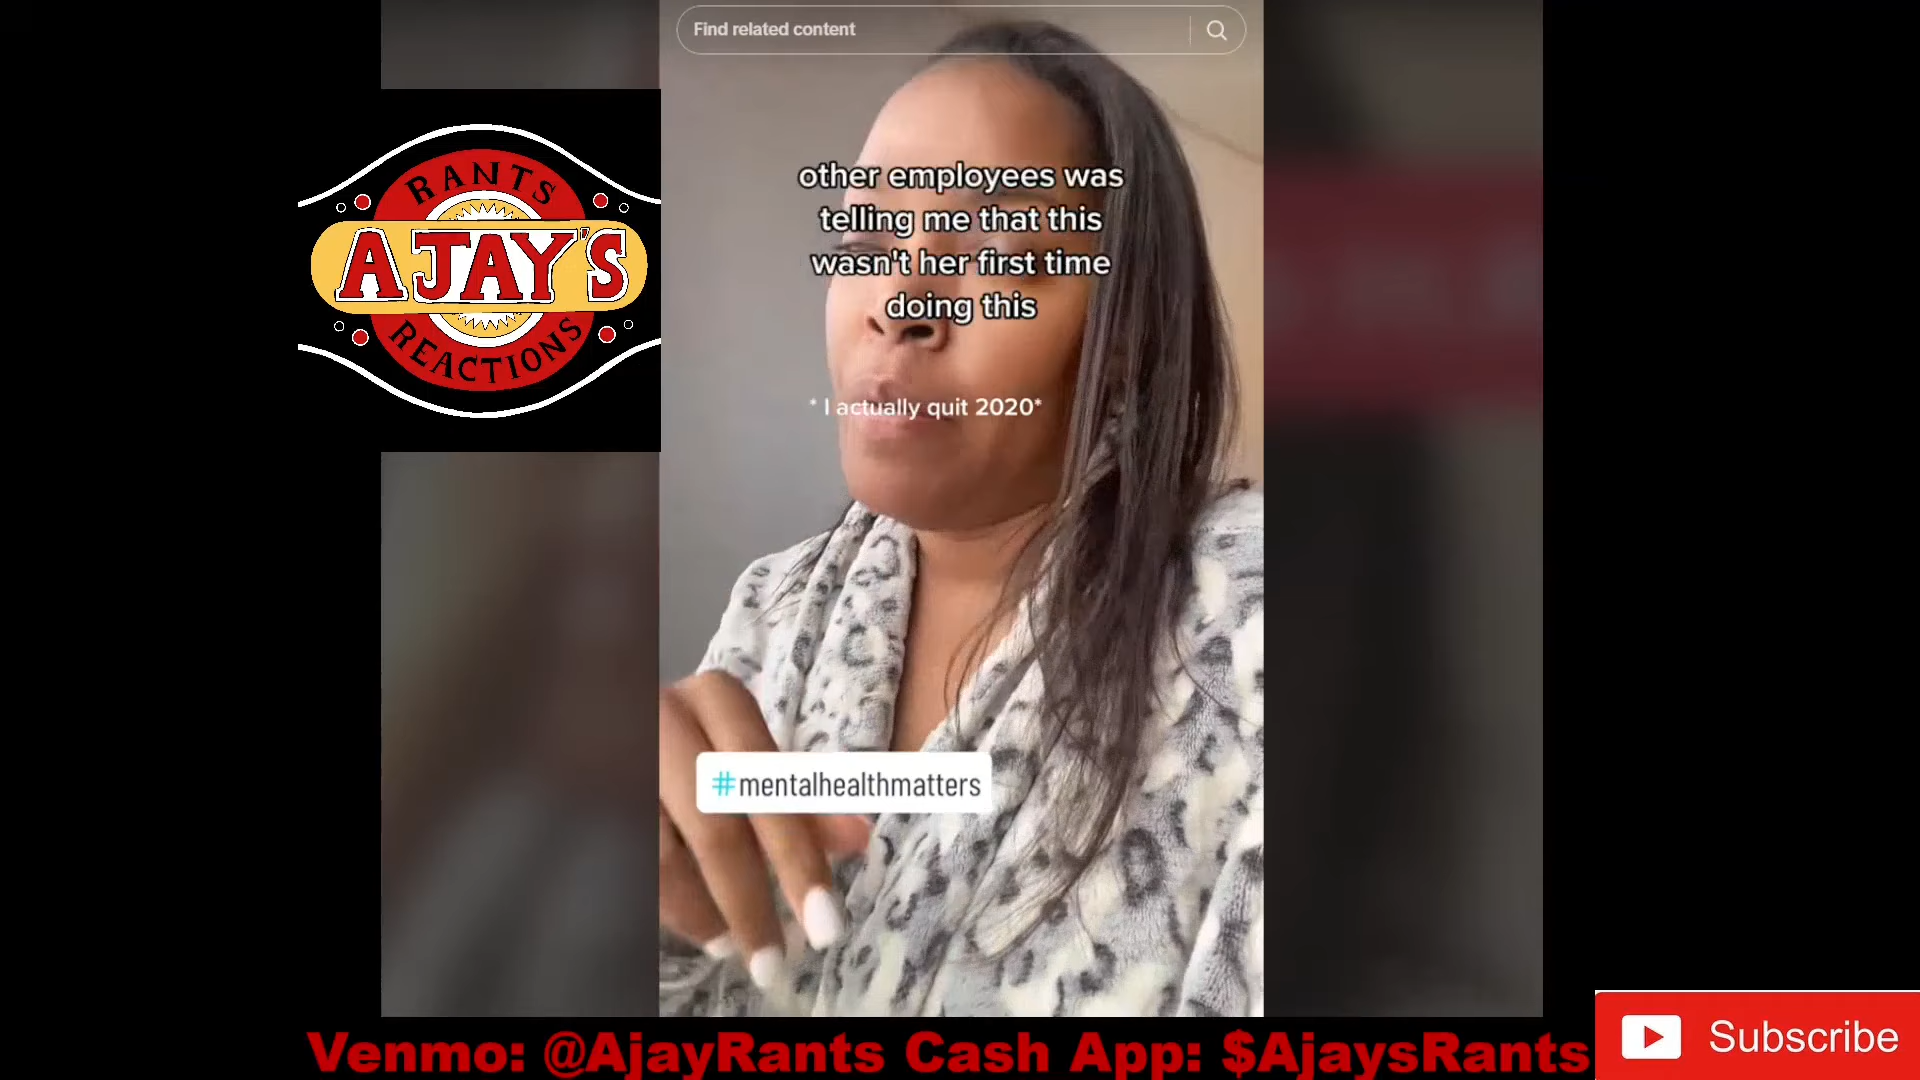 Find related content
RANTS
AJAY'S
REACTIONS
other employees was
telling me that this
wasn't her first time
doing this
* I actually quit 2020*
#mentalhealthmatters
Venmo: @AjayRants Cash App: $AjaysRants
Subscribe